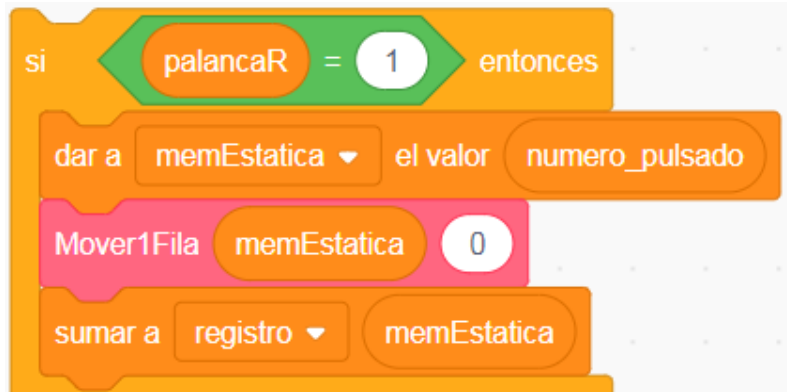 si palancaR = 1 entonces
dar a memEstatica el valor numero_pulsado
Mover1Fila memEstatica 0
sumar a registro memEstatica